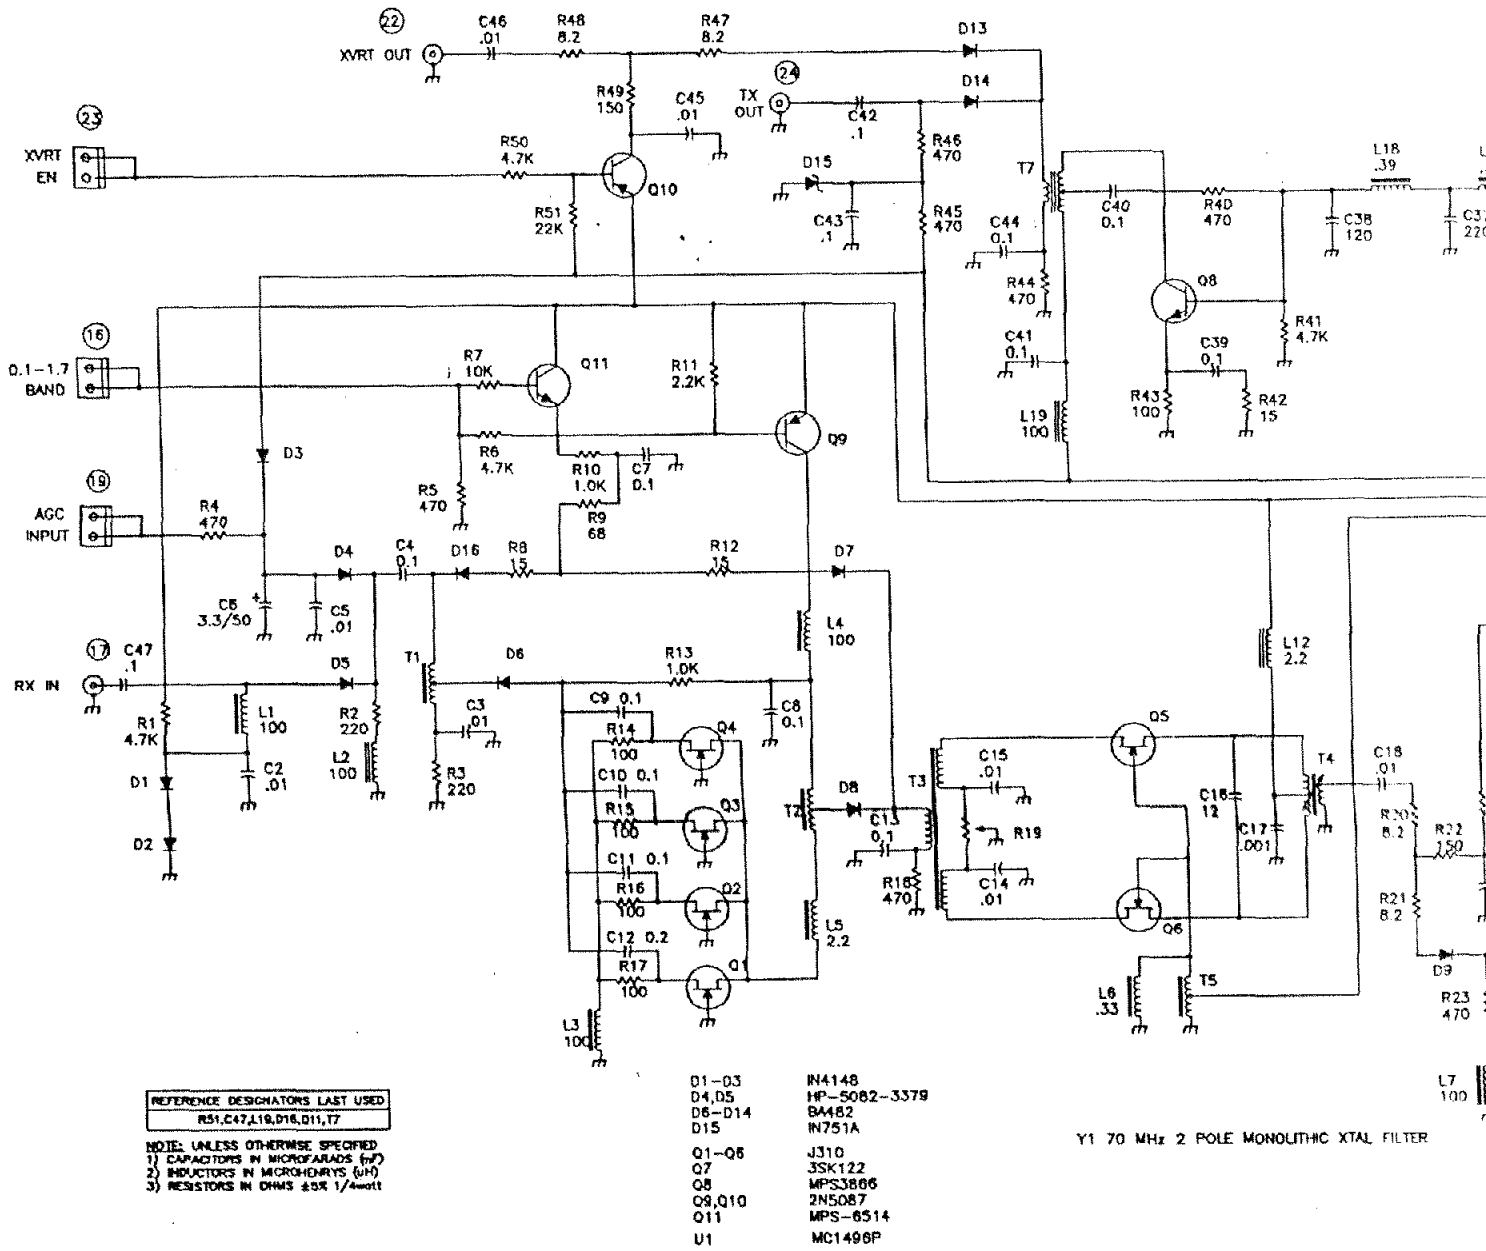 22
C46
.01
R48
8.2
R47
8.2
D13
XVRT OUT
24
TX
OUT
D14
C42
.1
R49
150
C45
.01
23
XVRT
EN
R50
4.7K
Q10
R51
22K
D15
C43
.1
R46
470
R45
470
T7
C44
0.1
R44
470
C40
0.1
R40
470
L18
.39
C38
120
C37
220
Q8
C41
0.1
C39
0.1
R41
4.7K
R43
100
R42
15
L19
100
16
0.1-1.7
BAND
R7
10K
Q11
R11
2.2K
R6
4.7K
Q9
D3
R5
470
R10
1.0K
C7
0.1
R9
68
19
AGC
INPUT
R4
470
D4
C4
0.1
D16
R8
15
R12
15
D7
C6
+
3.3/50
C5
.01
L4
100
17
RX IN
C47
.1
D5
T1
D6
R13
1.0K
L12
2.2
L1
100
R1
4.7K
R2
220
L2
100
C3
.01
R3
220
C2
.01
D1
D2
C9 0.1
R14
100
Q4
C8
0.1
C10 0.1
R15
100
Q3
T2
D8
C11 0.1
R16
100
Q2
C12 0.2
R17
100
Q1
L3
100
L5
2.2
C13
0.1
R18
470
T3
C15
.01
R19
C14
.01
Q5
Q6
C16
12
C17
.001
T4
C18
.01
R20
8.2
R22
150
R21
8.2
D9
R23
470
L6
.33
T5
L7
100
REFERENCE DESIGNATORS LAST USED
R51,C47,L19,D16,Q11,T7
NOTE: UNLESS OTHERWISE SPECIFIED
1) CAPACITORS IN MICROFARADS (mF)
2) INDUCTORS IN MICROHENRYS (uH)
3) RESISTORS IN OHMS ±5% 1/4watt
D1-D3 IN4148
D4,D5 HP-5082-3379
D6-D14 BA482
D15 IN751A
Q1-Q6 J310
Q7 3SK122
Q8 MPS3866
Q9,Q10 2N5087
Q11 MPS-6514
U1 MC1496P
Y1 70 MHz 2 POLE MONOLITHIC XTAL FILTER